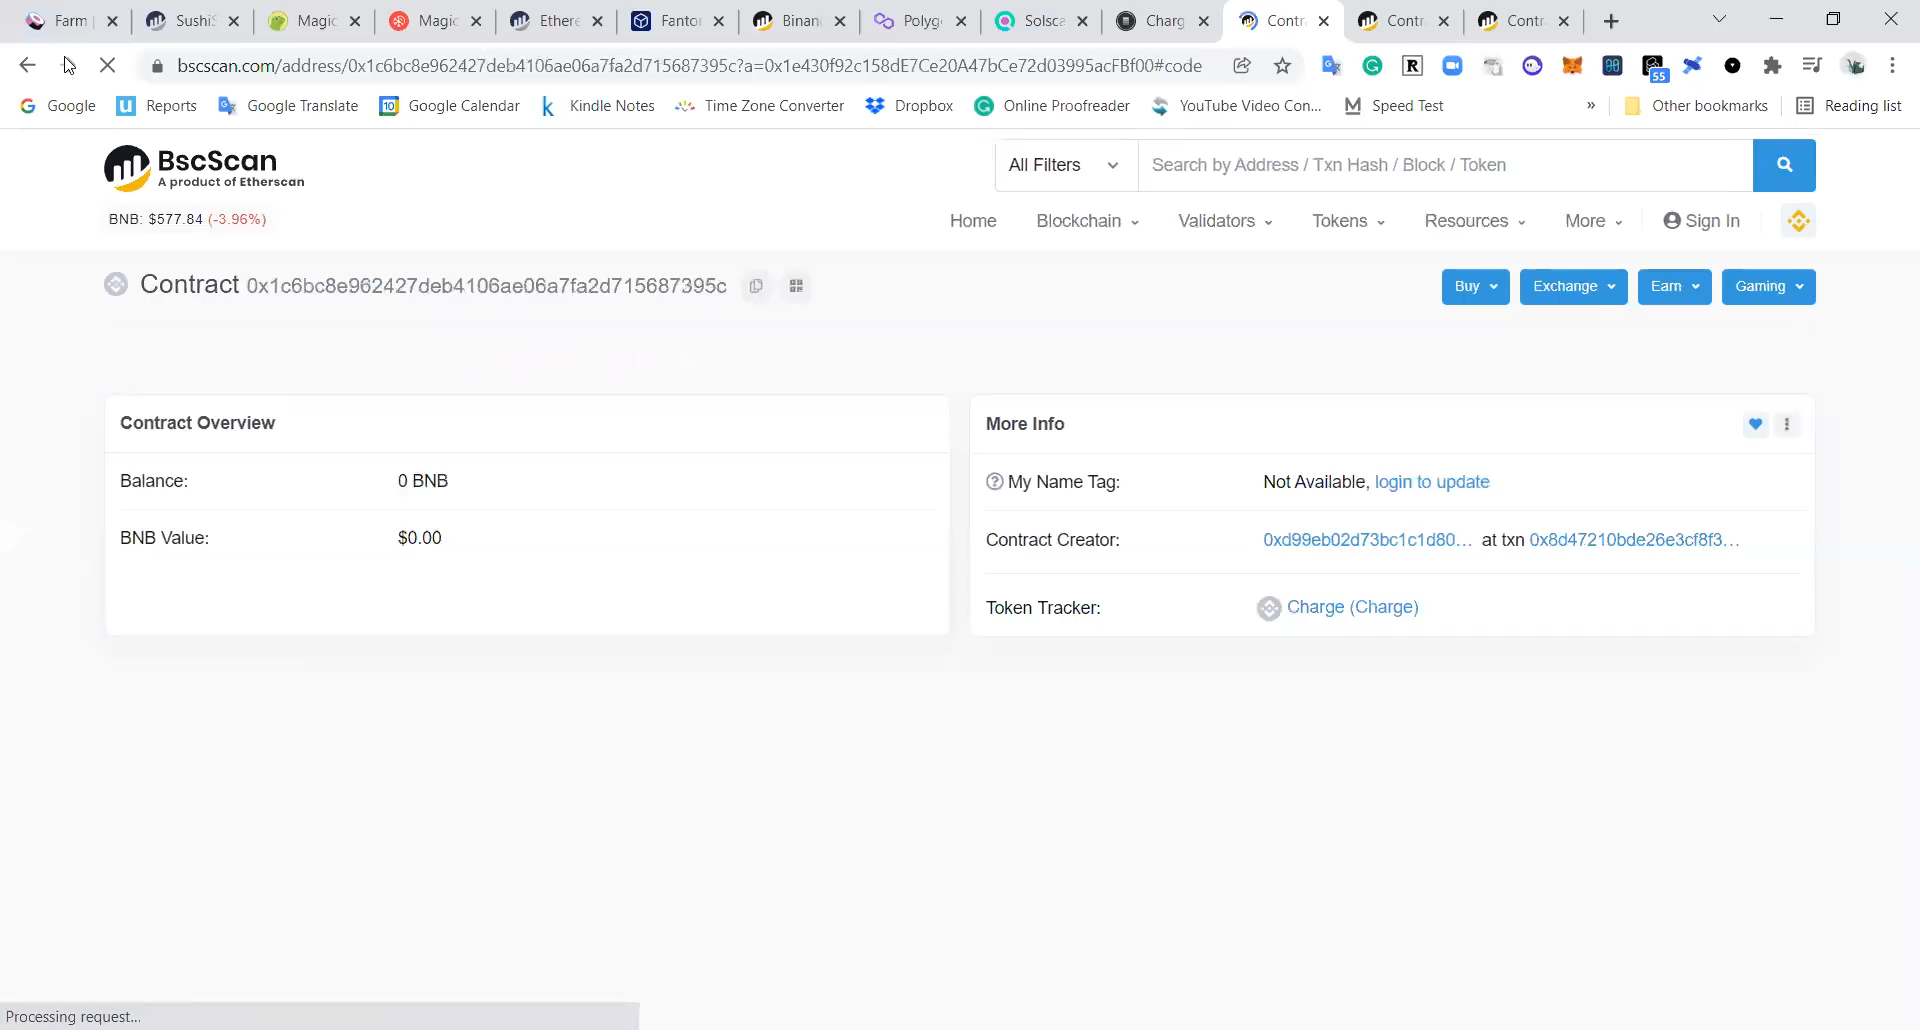 Farm SushiS Magic Magic Ethere Fanto Binan Polyg Solsca Charg Contr Contr Contr
bscscan.com/address/0x1c6bc8e962427deb4106ae06a7fa2d715687395c?a=0x1e430f92c158dE7Ce20A47bCe72d03995acFBf00#code
55
Google Reports Google Translate 10 Google Calendar Kindle Notes Time Zone Converter Dropbox Online Proofreader YouTube Video Con... Speed Test » Other bookmarks Reading list
BscScan
A product of Etherscan
All Filters Search by Address / Txn Hash / Block / Token
BNB: $577.84 (-3.96%)
Home Blockchain Validators Tokens Resources More Sign In
Contract 0x1c6bc8e962427deb4106ae06a7fa2d715687395c
Buy Exchange Earn Gaming
Contract Overview
Balance: 0 BNB
BNB Value: $0.00
More Info
My Name Tag: Not Available, login to update
Contract Creator: 0xd99eb02d73bc1c1d80... at txn 0x8d47210bde26e3cf8f3...
Token Tracker: Charge (Charge)
Processing request...